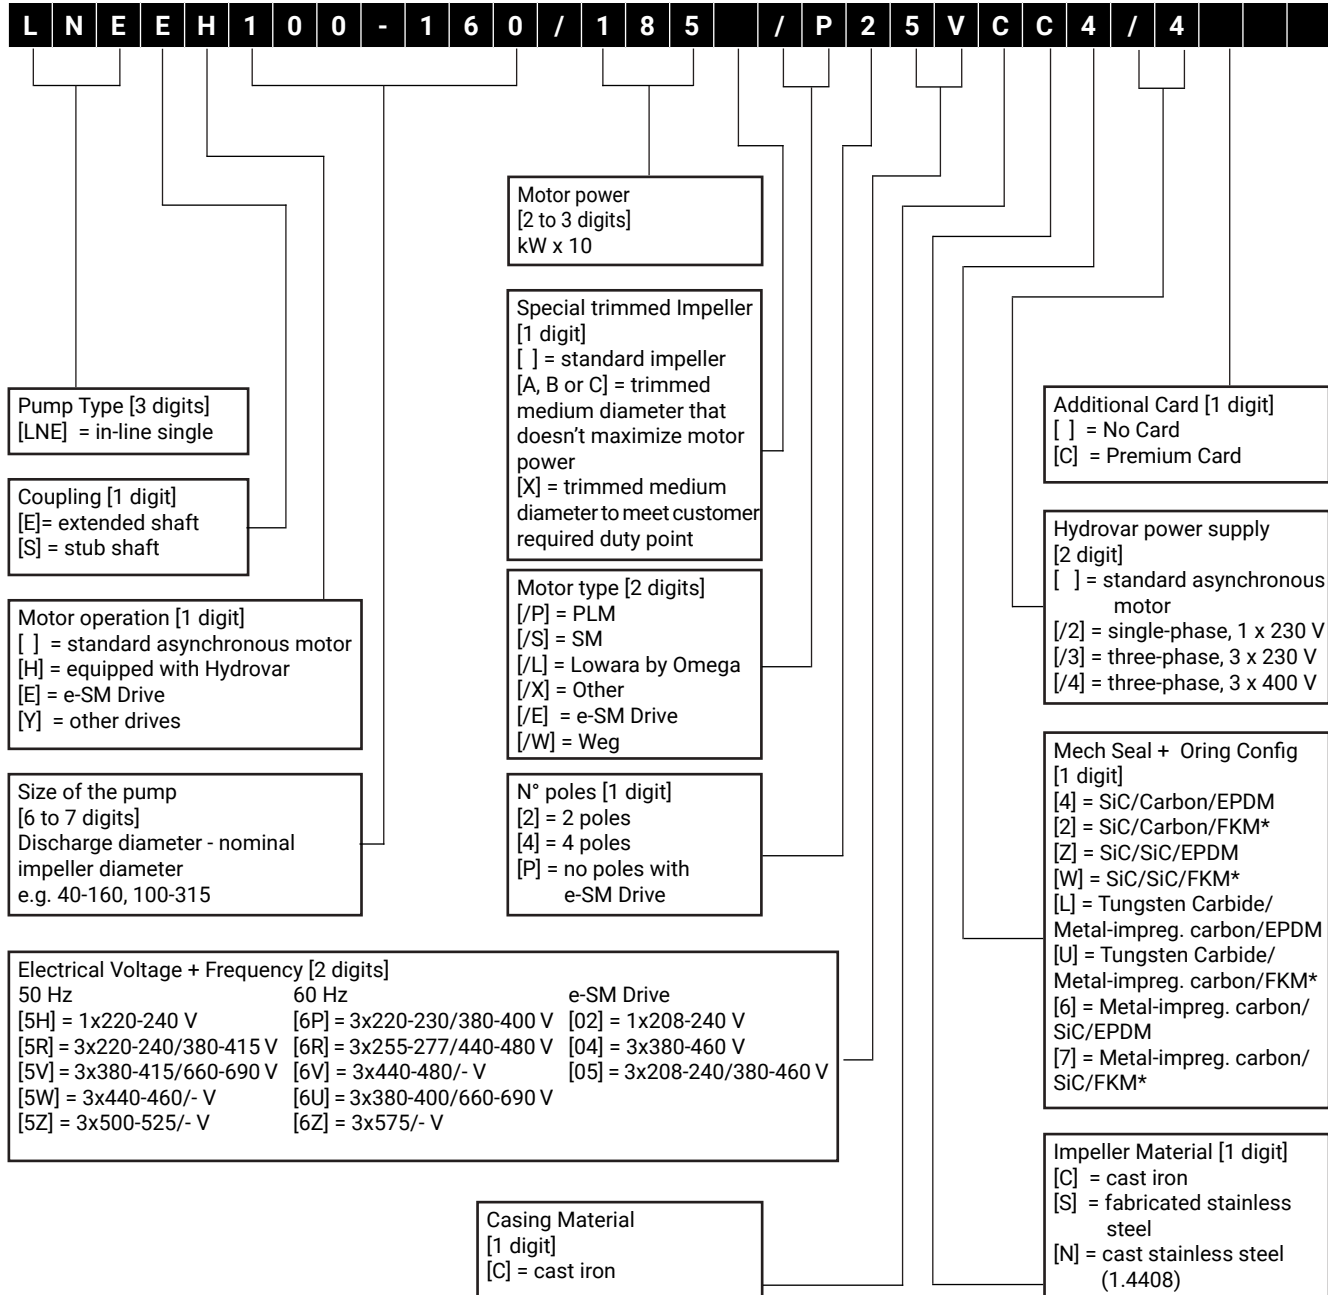 L N E E H 1 0 0 - 1 6 0 / 1 8 5 / P 2 5 V C C 4 / 4
Motor power
[2 to 3 digits]
kW x 10
Special trimmed Impeller
[1 digit]
[ ] = standard impeller
[A, B or C] = trimmed
medium diameter that
doesn't maximize motor
power
[X] = trimmed medium
diameter to meet customer
required duty point
Pump Type [3 digits]
[LNE] = in-line single
Coupling [1 digit]
[E]= extended shaft
[S] = stub shaft
Motor operation [1 digit]
[ ] = standard asynchronous motor
[H] = equipped with Hydrovar
[E] = e-SM Drive
[Y] = other drives
Size of the pump
[6 to 7 digits]
Discharge diameter - nominal
impeller diameter
e.g. 40-160, 100-315
Motor type [2 digits]
[/P] = PLM
[/S] = SM
[/L] = Lowara by Omega
[/X] = Other
[/E] = e-SM Drive
[/W] = Weg
N° poles [1 digit]
[2] = 2 poles
[4] = 4 poles
[P] = no poles with
e-SM Drive
Additional Card [1 digit]
[ ] = No Card
[C] = Premium Card
Hydrovar power supply
[2 digit]
[ ] = standard asynchronous
motor
[/2] = single-phase, 1 x 230 V
[/3] = three-phase, 3 x 230 V
[/4] = three-phase, 3 x 400 V
Mech Seal + Oring Config
[1 digit]
[4] = SiC/Carbon/EPDM
[2] = SiC/Carbon/FKM*
[Z] = SiC/SiC/EPDM
[W] = SiC/SiC/FKM*
[L] = Tungsten Carbide/
Metal-impreg. carbon/EPDM
[U] = Tungsten Carbide/
Metal-impreg. carbon/FKM*
[6] = Metal-impreg. carbon/
SiC/EPDM
[7] = Metal-impreg. carbon/
SiC/FKM*
Electrical Voltage + Frequency [2 digits]
50 Hz 60 Hz e-SM Drive
[5H] = 1x220-240 V [6P] = 3x220-230/380-400 V [02] = 1x208-240 V
[5R] = 3x220-240/380-415 V [6R] = 3x255-277/440-480 V [04] = 3x380-460 V
[5V] = 3x380-415/660-690 V [6V] = 3x440-480/- V [05] = 3x208-240/380-460 V
[5W] = 3x440-460/- V [6U] = 3x380-400/660-690 V
[5Z] = 3x500-525/- V [6Z] = 3x575/- V
Casing Material
[1 digit]
[C] = cast iron
Impeller Material [1 digit]
[C] = cast iron
[S] = fabricated stainless
steel
[N] = cast stainless steel
(1.4408)